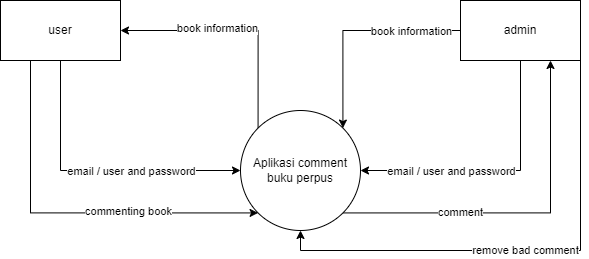 user
book information
book information
admin
Aplikasi comment
buku perpus
email / user and password
email / user and password
commenting book
comment
remove bad comment